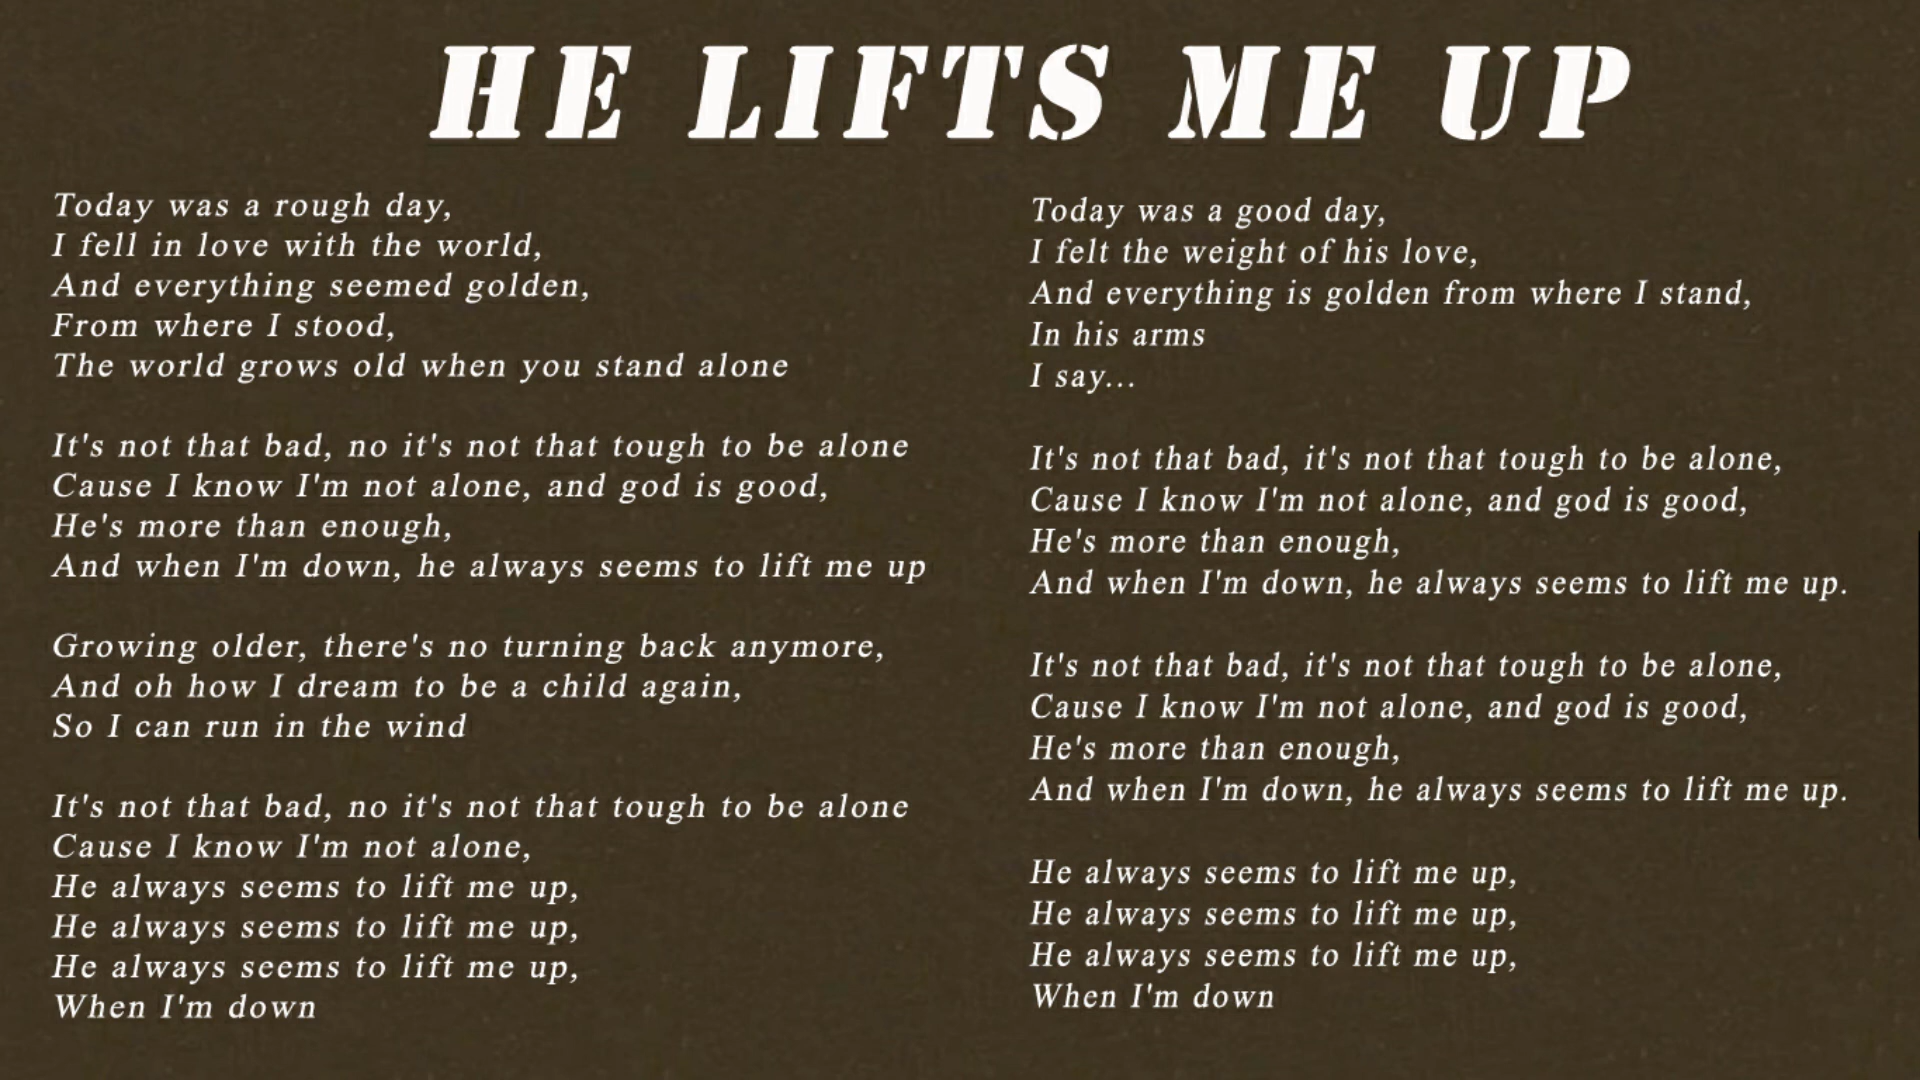 HE LIFTS ME UP
Today was a rough day,
I fell in love with the world,
And everything seemed golden,
From where I stood,
The world grows old when you stand alone
It's not that bad, no it's not that tough to be alone
Cause I know I'm not alone, and god is good,
He's more than enough,
And when I'm down, he always seems to lift me up
Growing older, there's no turning back anymore,
And oh how I dream to be a child again,
So I can run in the wind
It's not that bad, no it's not that tough to be alone
Cause I know I'm not alone,
He always seems to lift me up,
He always seems to lift me up,
He always seems to lift me up,
When I'm down
Today was a good day,
I felt the weight of his love,
And everything is golden from where I stand,
In his arms
I say...
It's not that bad, it's not that tough to be alone,
Cause I know I'm not alone, and god is good,
He's more than enough,
And when I'm down, he always seems to lift me up.
It's not that bad, it's not that tough to be alone,
Cause I know I'm not alone, and god is good,
He's more than enough,
And when I'm down, he always seems to lift me up.
He always seems to lift me up,
He always seems to lift me up,
He always seems to lift me up,
When I'm down